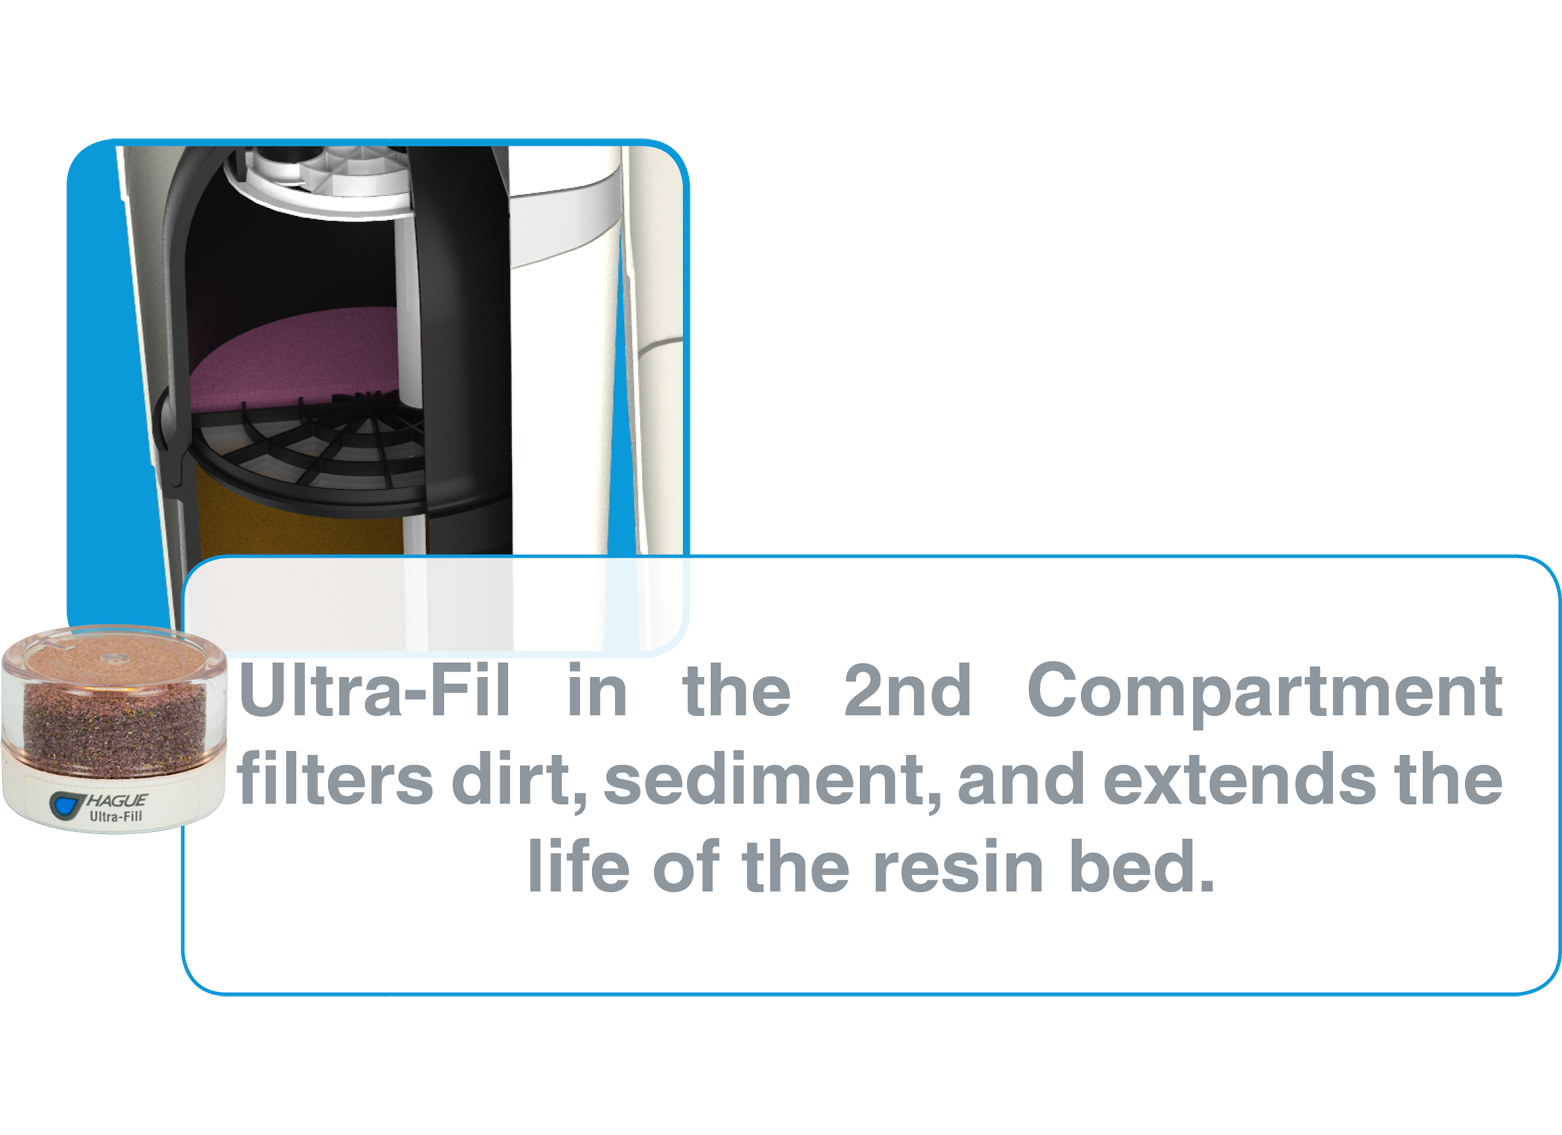 Ultra-Fil in the 2nd Compartment
filters dirt, sediment, and extends the
life of the resin bed.
HAGUE
Ultra-Fill